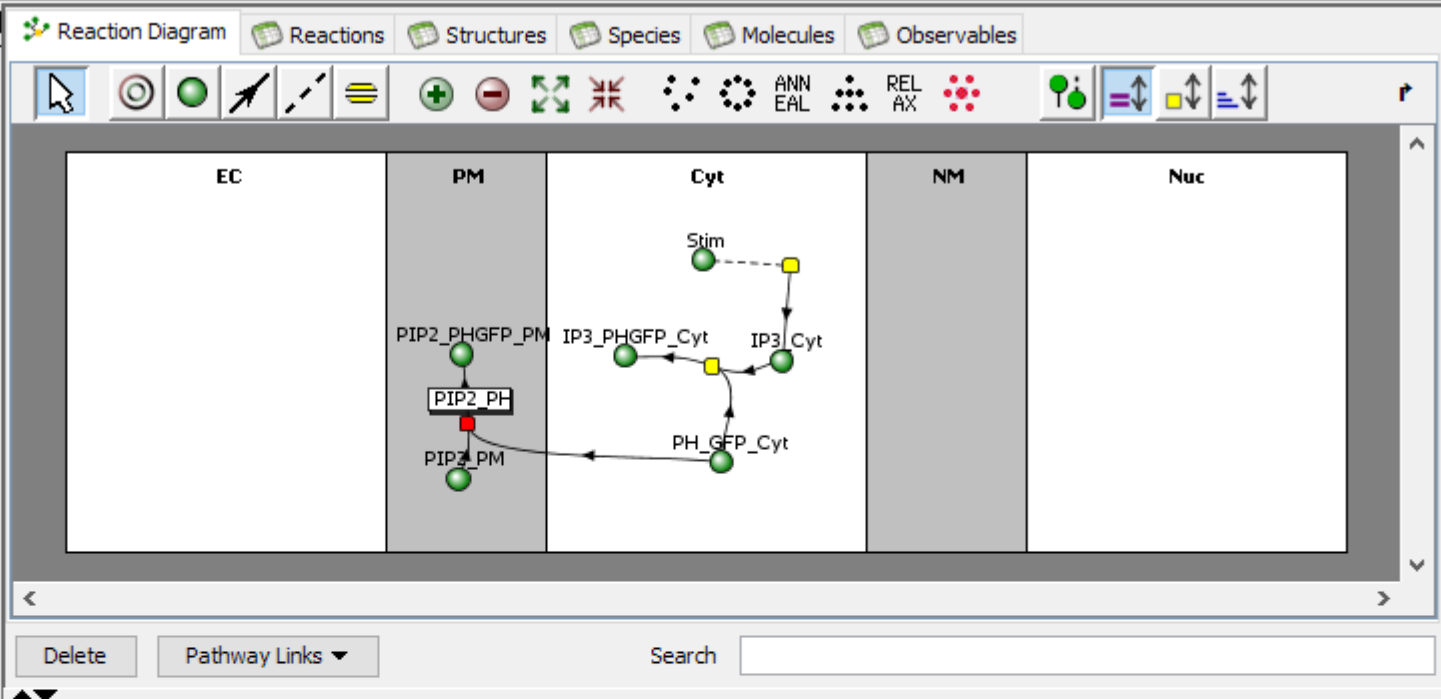 Reaction Diagram Reactions Structures Species Molecules Observables
ANN
EAL
REL
AX
EC PM Cyt NM Nuc
Stim
PIP2_PHGFP_PM IP3_PHGFP_Cyt IP3_Cyt
PIP2_PH
PH_GFP_Cyt
PIP2_PM
Delete Pathway Links Search